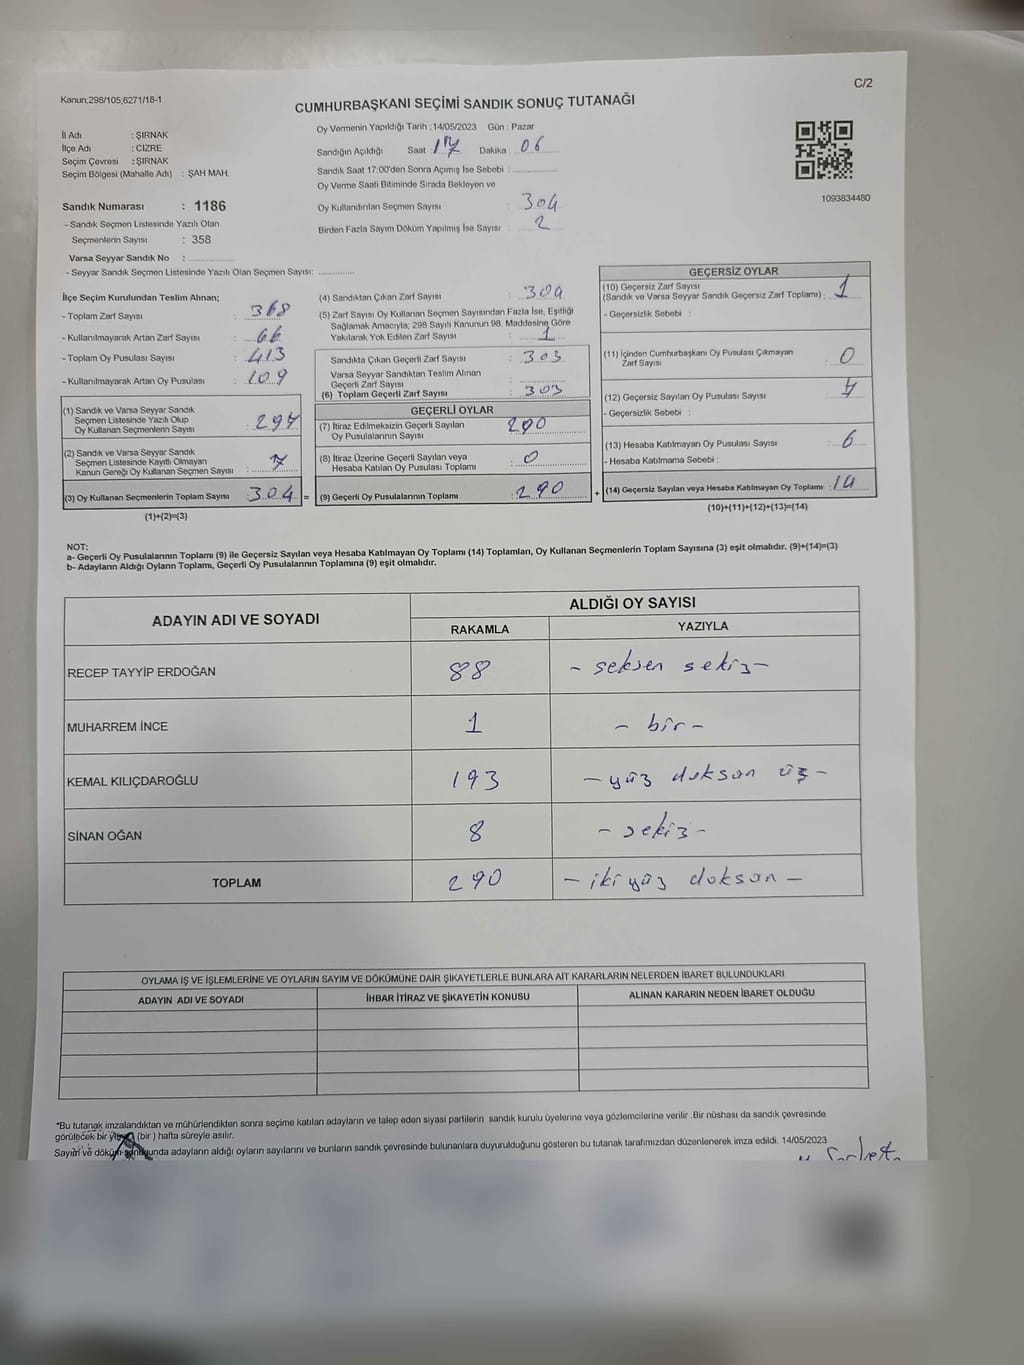 C/2
Kanun;298/105;6271/18-1
CUMHURBAŞKANI SEÇİMİ SANDIK SONUÇ TUTANAĞI
İl Adı : ŞIRNAK
İlçe Adı : CİZRE
Seçim Çevresi : ŞIRNAK
Seçim Bölgesi (Mahalle Adı) : ŞAH MAH.
Sandık Numarası : 1186
- Sandık Seçmen Listesinde Yazılı Olan
Seçmenlerin Sayısı : 358
Varsa Seyyar Sandık No :
- Seyyar Sandık Seçmen Listesinde Yazılı Olan Seçmen Sayısı:
Oy Vermenin Yapıldığı Tarih : 14/05/2023 Gün : Pazar
Sandığın Açıldığı Saat : 17 Dakika : 06
Sandık Saat 17:00'den Sonra Açımış İse Sebebi :
Oy Verme Saati Bitiminde Sırada Bekleyen ve
Oy Kullandırılan Seçmen Sayısı : 304
Birden Fazla Sayım Döküm Yapılmış İse Sayısı : 2
1093834480
İlçe Seçim Kurulundan Teslim Alınan;
- Toplam Zarf Sayısı : 368
- Kullanılmayarak Artan Zarf Sayısı : 66
- Toplam Oy Pusulası Sayısı : 413
- Kullanılmayarak Artan Oy Pusulası : 109
(1) Sandık ve Varsa Seyyar Sandık
Seçmen Listesinde Yazılı Olup
Oy Kullanan Seçmenlerin Sayısı : 297
(2) Sandık ve Varsa Seyyar Sandık
Seçmen Listesinde Kayıtlı Olmayan
Kanun Gereği Oy Kullanan Seçmen Sayısı : 7
(3) Oy Kullanan Seçmenlerin Toplam Sayısı : 304 =
(1)+(2)=(3)
(4) Sandıktan Çıkan Zarf Sayısı : 304
(5) Zarf Sayısı Oy Kullanan Seçmen Sayısından Fazla İse, Eşitliği
Sağlamak Amacıyla; 298 Sayılı Kanunun 98. Maddesine Göre
Yakılarak Yok Edilen Zarf Sayısı : 1
Sandıkta Çıkan Geçerli Zarf Sayısı : 303
Varsa Seyyar Sandıktan Teslim Alınan
Geçerli Zarf Sayısı :
(6) Toplam Geçerli Zarf Sayısı : 303
GEÇERLİ OYLAR
(7) İtiraz Edilmeksizin Geçerli Sayılan
Oy Pusulalarının Sayısı : 290
(8) İtiraz Üzerine Geçerli Sayılan veya
Hesaba Katılan Oy Pusulası Toplamı : 0
(9) Geçerli Oy Pusulalarının Toplamı : 290 +
GEÇERSİZ OYLAR
(10) Geçersiz Zarf Sayısı
(Sandık ve Varsa Seyyar Sandık Geçersiz Zarf Toplamı) : 1
- Geçersizlik Sebebi :
(11) İçinden Cumhurbaşkanı Oy Pusulası Çıkmayan
Zarf Sayısı : 0
(12) Geçersiz Sayılan Oy Pusulası Sayısı : 7
- Geçersizlik Sebebi :
(13) Hesaba Katılmayan Oy Pusulası Sayısı : 6
- Hesaba Katılmama Sebebi :
(14) Geçersiz Sayılan veya Hesaba Katılmayan Oy Toplamı : 14
(10)+(11)+(12)+(13)=(14)
NOT:
a- Geçerli Oy Pusulalarının Toplamı (9) ile Geçersiz Sayılan veya Hesaba Katılmayan Oy Toplamı (14) Toplamları, Oy Kullanan Seçmenlerin Toplam Sayısına (3) eşit olmalıdır. (9)+(14)=(3)
b- Adayların Aldığı Oyların Toplamı, Geçerli Oy Pusulalarının Toplamına (9) eşit olmalıdır.
ADAYIN ADI VE SOYADI ALDIĞI OY SAYISI
RAKAMLA YAZIYLA
RECEP TAYYİP ERDOĞAN 88 - seksen sekiz -
MUHARREM İNCE 1 - bir -
KEMAL KILIÇDAROĞLU 193 - yüz doksan üç -
SİNAN OĞAN 8 - sekiz -
TOPLAM 290 - iki yüz doksan -
OYLAMA İŞ VE İŞLEMLERİNE VE OYLARIN SAYIM VE DÖKÜMÜNE DAİR ŞİKAYETLERLE BUNLARA AİT KARARLARIN NELERDEN İBARET BULUNDUKLARI
ADAYIN ADI VE SOYADI İHBAR İTİRAZ VE ŞİKAYETİN KONUSU ALINAN KARARIN NEDEN İBARET OLDUĞU
*Bu tutanak imzalandıktan ve mühürlendikten sonra seçime katılan adayların ve talep eden siyasi partilerin sandık kurulu üyelerine veya gözlemcilerine verilir .Bir nüshası da sandık çevresinde
görülecek bir (bir ) hafta süreyle asılır.
Sayım ve döküm adayların aldığı oyların sayılarını ve bunların sandık çevresinde bulunanlara duyurulduğunu gösteren bu tutanak tarafımızdan düzenlenerek imza edildi. 14/05/2023